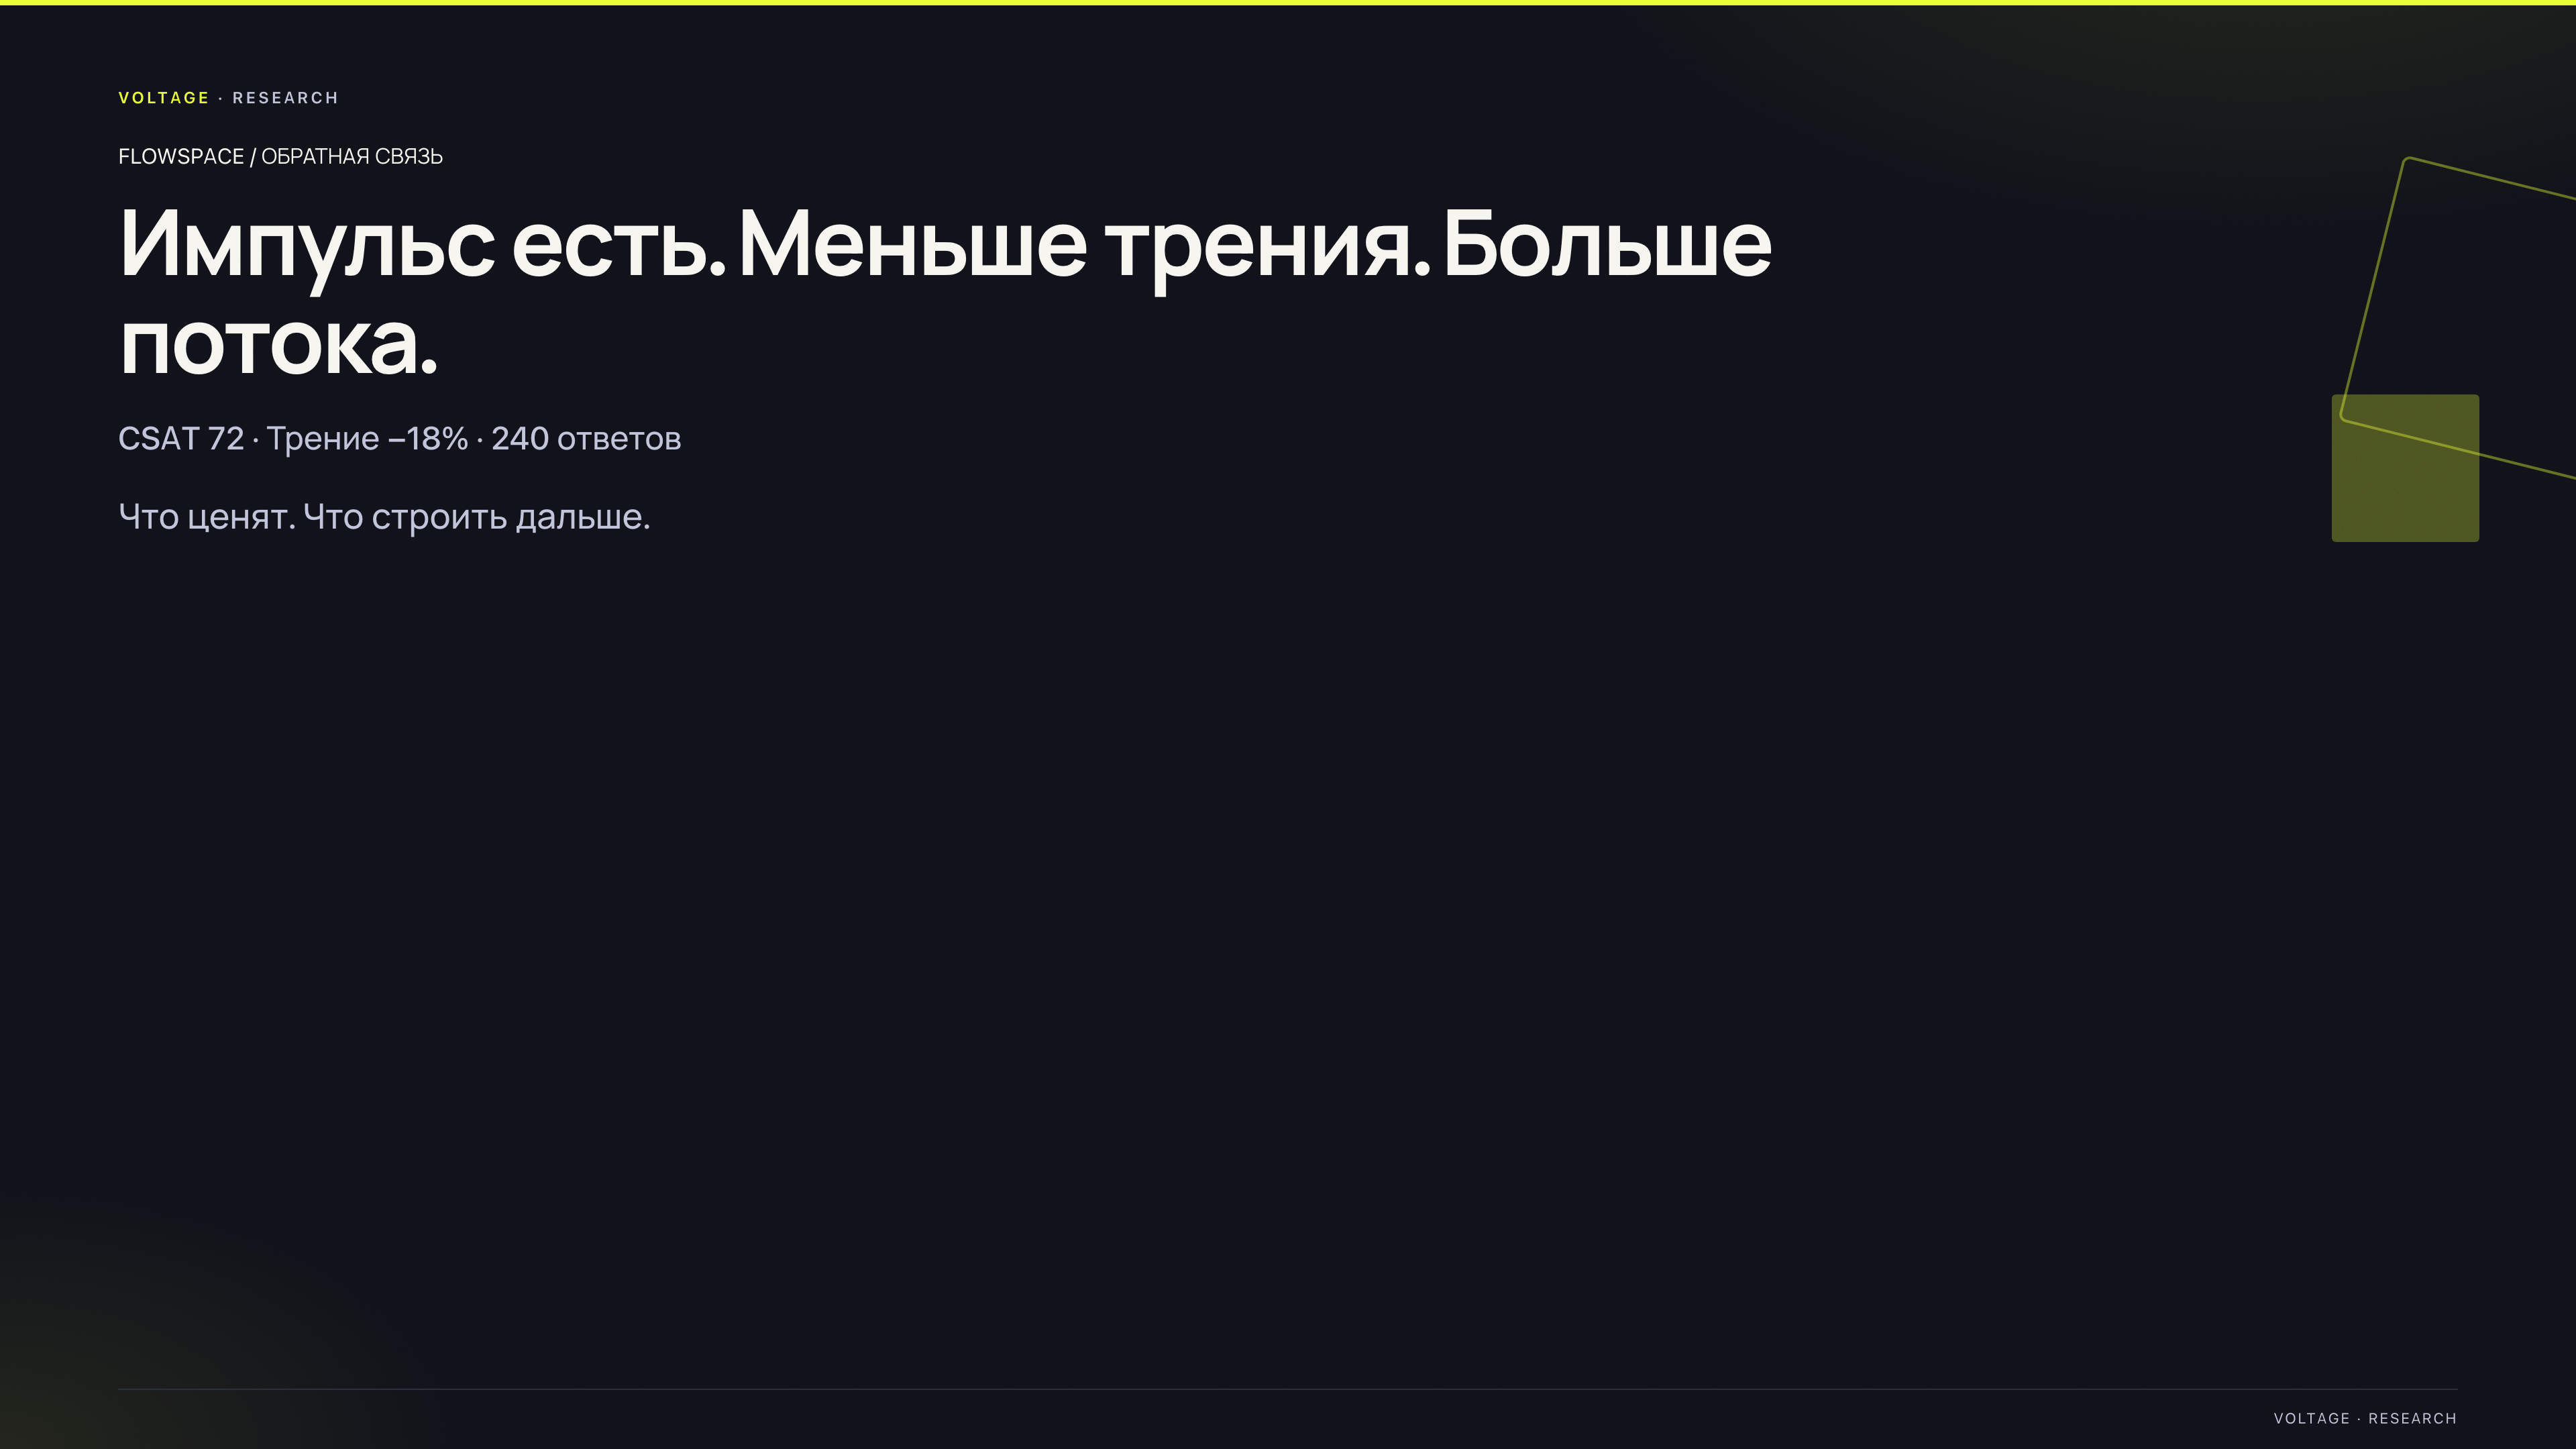 VOLTAGE · RESEARCH
FLOWSPACE / ОБРАТНАЯ СВЯЗЬ
Импульс есть. Меньше трения. Больше
потока.
CSAT 72 · Трение −18% · 240 ответов
Что ценят. Что строить дальше.
VOLTAGE · RESEARCH